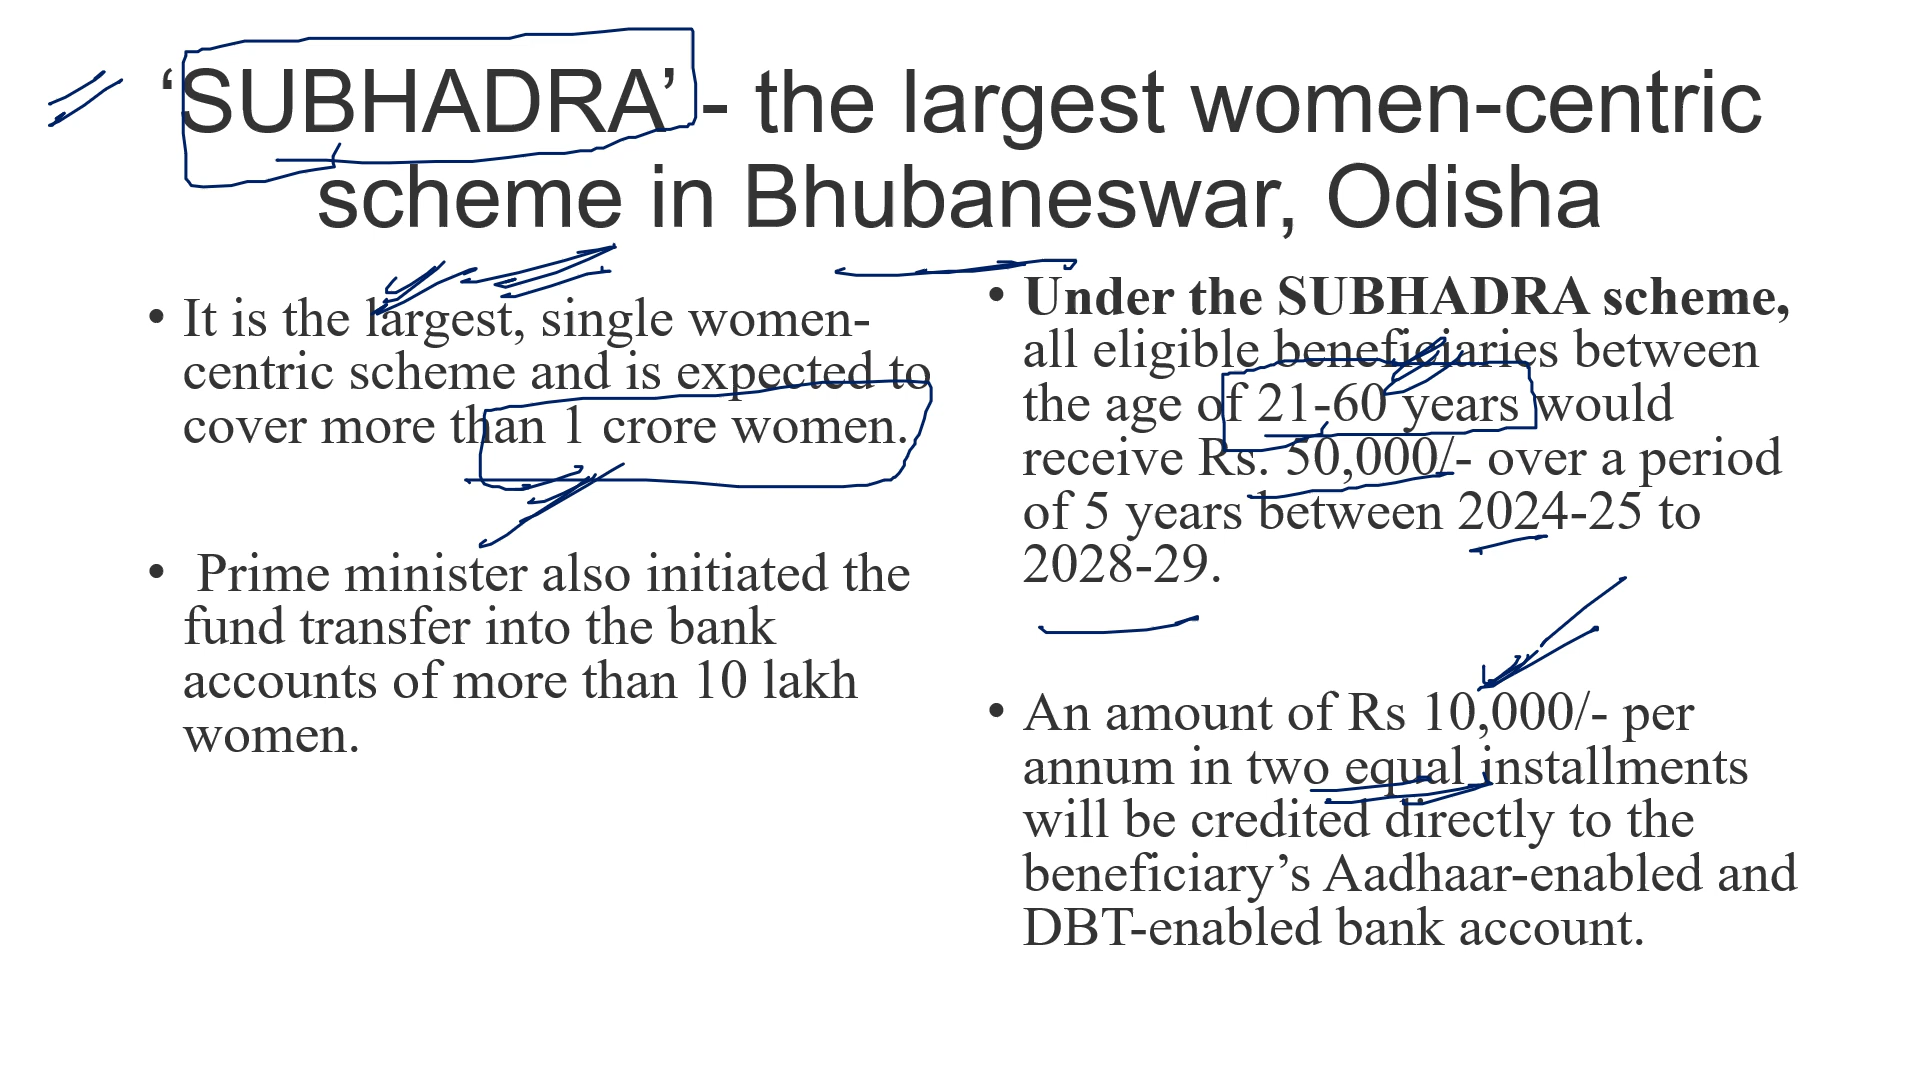 ‘SUBHADRA’ - the largest women-centric
scheme in Bhubaneswar, Odisha
• It is the largest, single women-
centric scheme and is expected to
cover more than 1 crore women.
• Prime minister also initiated the
fund transfer into the bank
accounts of more than 10 lakh
women.
• Under the SUBHADRA scheme,
all eligible beneficiaries between
the age of 21-60 years would
receive Rs. 50,000/- over a period
of 5 years between 2024-25 to
2028-29.
• An amount of Rs 10,000/- per
annum in two equal installments
will be credited directly to the
beneficiary’s Aadhaar-enabled and
DBT-enabled bank account.